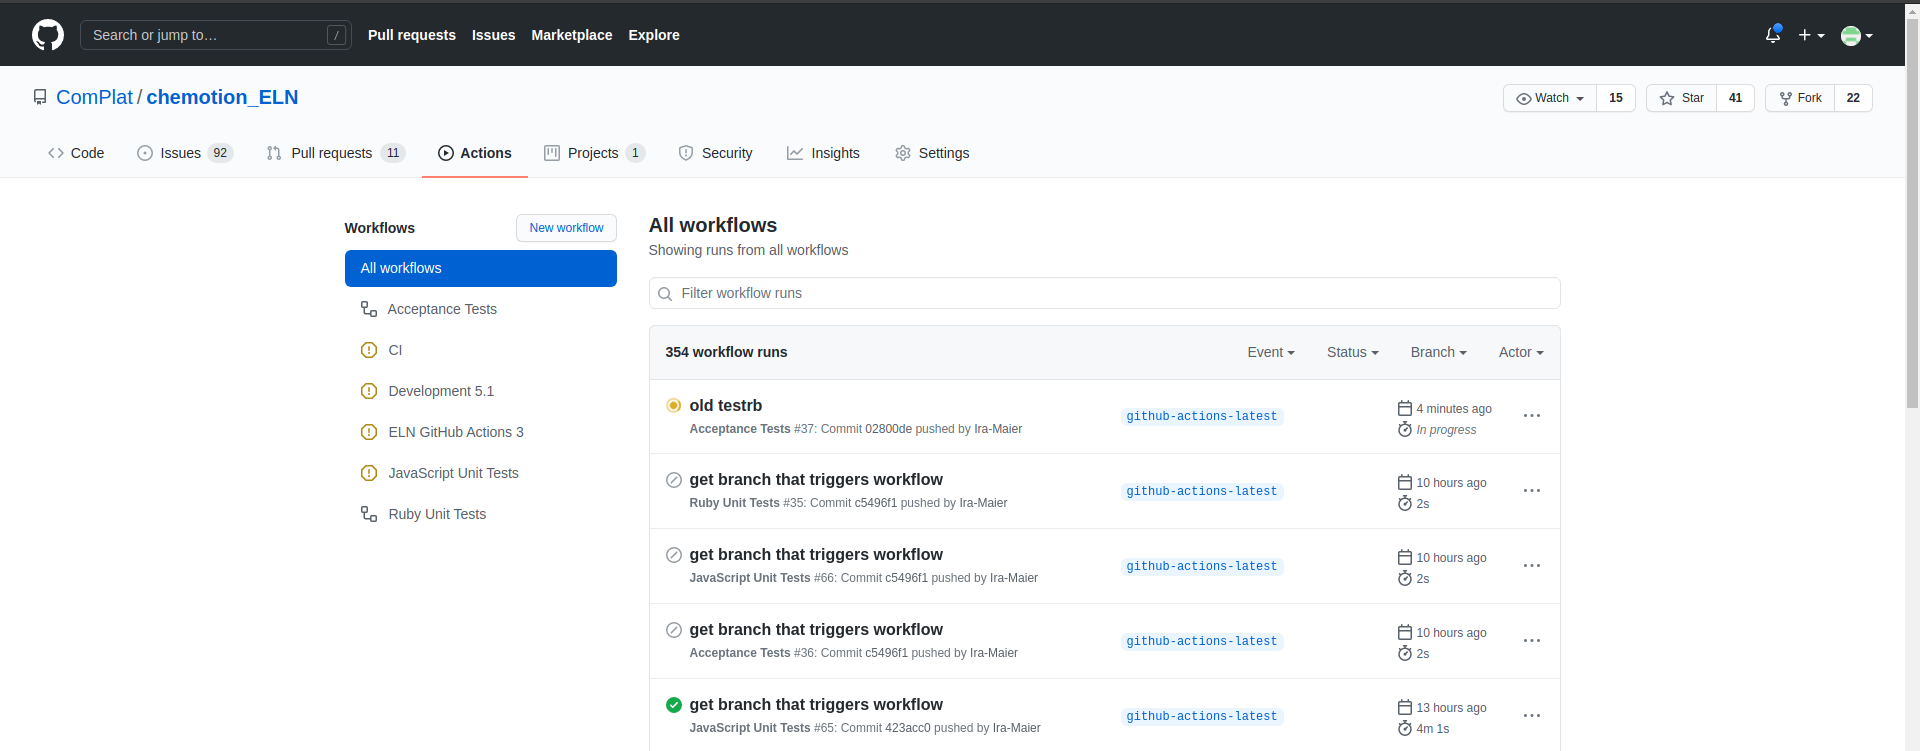 Search or jump to… / Pull requests Issues Marketplace Explore
ComPlat / chemotion_ELN Watch 15 Star 41 Fork 22
Code Issues 92 Pull requests 11 Actions Projects 1 Security Insights Settings
Workflows New workflow
All workflows
Acceptance Tests
CI
Development 5.1
ELN GitHub Actions 3
JavaScript Unit Tests
Ruby Unit Tests
All workflows
Showing runs from all workflows
Filter workflow runs
354 workflow runs Event Status Branch Actor
old testrb
Acceptance Tests #37: Commit 02800de pushed by Ira-Maier
github-actions-latest
4 minutes ago
In progress
get branch that triggers workflow
Ruby Unit Tests #35: Commit c5496f1 pushed by Ira-Maier
github-actions-latest
10 hours ago
2s
get branch that triggers workflow
JavaScript Unit Tests #66: Commit c5496f1 pushed by Ira-Maier
github-actions-latest
10 hours ago
2s
get branch that triggers workflow
Acceptance Tests #36: Commit c5496f1 pushed by Ira-Maier
github-actions-latest
10 hours ago
2s
get branch that triggers workflow
JavaScript Unit Tests #65: Commit 423acc0 pushed by Ira-Maier
github-actions-latest
13 hours ago
4m 1s